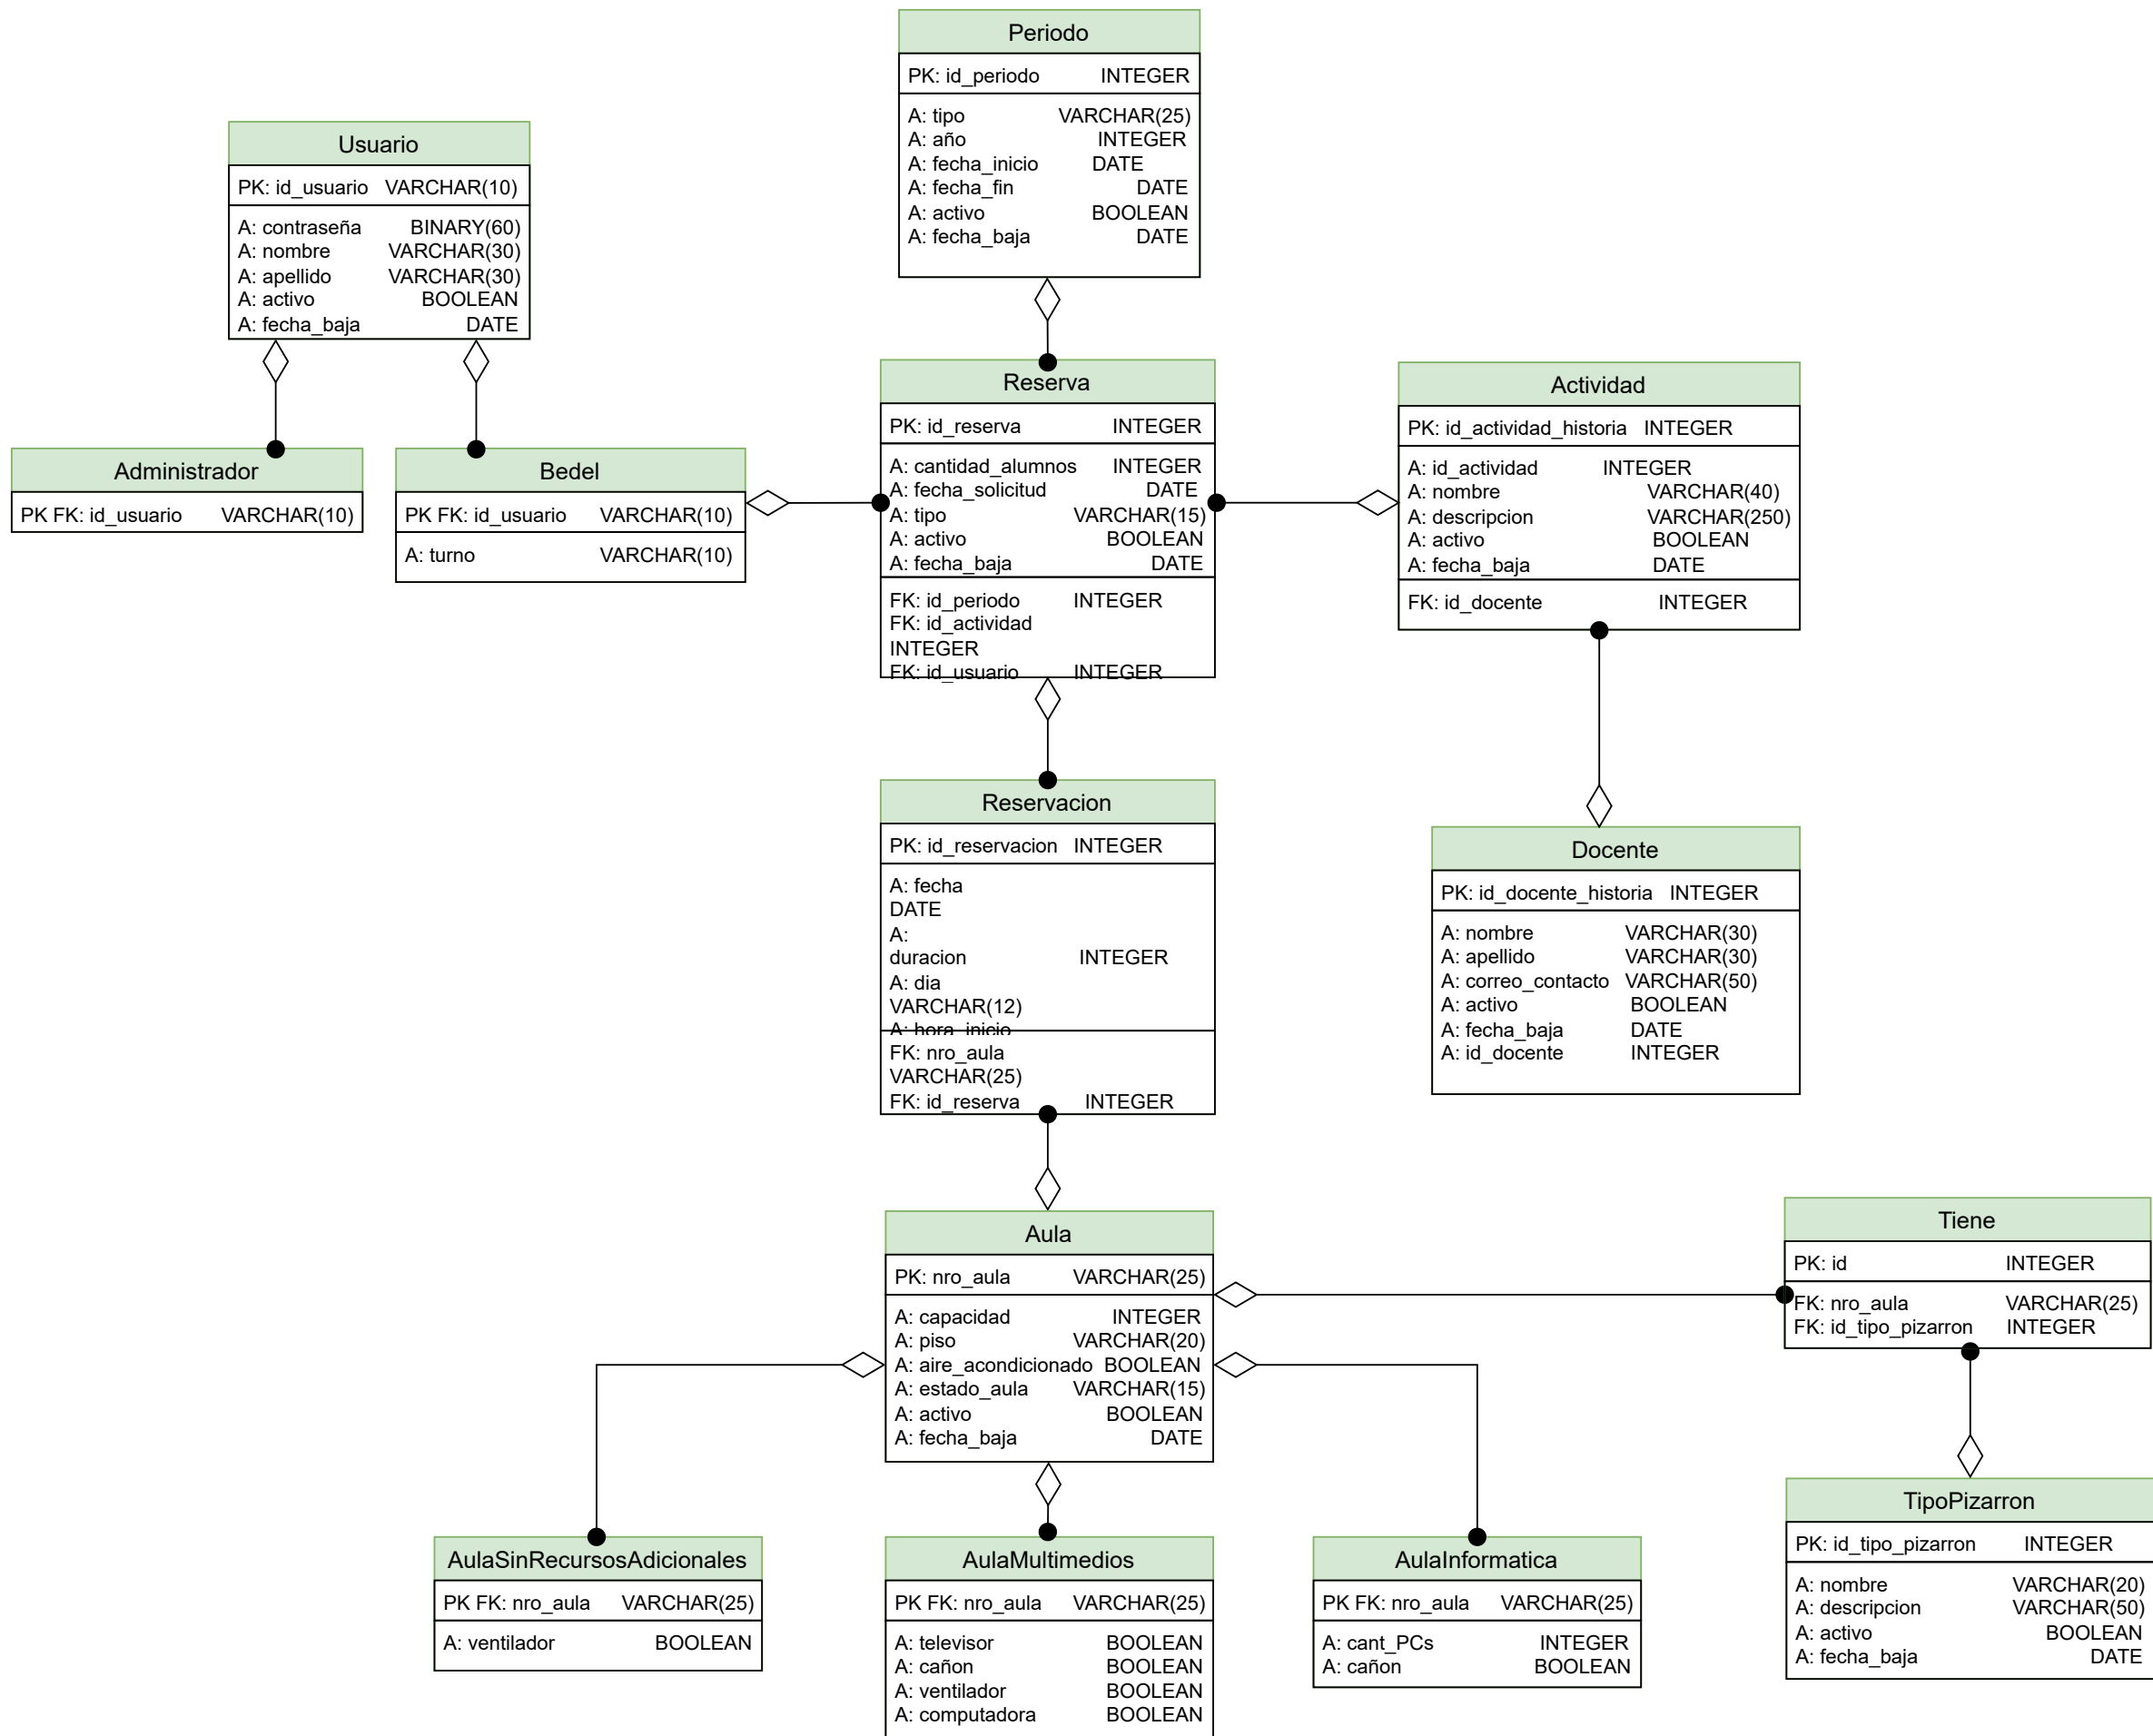 Periodo
PK: id_periodo INTEGER
A: tipo VARCHAR(25)
A: año INTEGER
A: fecha_inicio DATE
A: fecha_fin DATE
A: activo BOOLEAN
A: fecha_baja DATE
Usuario
PK: id_usuario VARCHAR(10)
A: contraseña BINARY(60)
A: nombre VARCHAR(30)
A: apellido VARCHAR(30)
A: activo BOOLEAN
A: fecha_baja DATE
Administrador
PK FK: id_usuario VARCHAR(10)
Bedel
PK FK: id_usuario VARCHAR(10)
A: turno VARCHAR(10)
Reserva
PK: id_reserva INTEGER
A: cantidad_alumnos INTEGER
A: fecha_solicitud DATE
A: tipo VARCHAR(15)
A: activo BOOLEAN
A: fecha_baja DATE
FK: id_periodo INTEGER
FK: id_actividad
INTEGER
FK: id_usuario INTEGER
Actividad
PK: id_actividad_historia INTEGER
A: id_actividad INTEGER
A: nombre VARCHAR(40)
A: descripcion VARCHAR(250)
A: activo BOOLEAN
A: fecha_baja DATE
FK: id_docente INTEGER
Reservacion
PK: id_reservacion INTEGER
A: fecha
DATE
A:
duracion INTEGER
A: dia
VARCHAR(12)
A: hora_inicio
FK: nro_aula
VARCHAR(25)
FK: id_reserva INTEGER
Docente
PK: id_docente_historia INTEGER
A: nombre VARCHAR(30)
A: apellido VARCHAR(30)
A: correo_contacto VARCHAR(50)
A: activo BOOLEAN
A: fecha_baja DATE
A: id_docente INTEGER
Aula
PK: nro_aula VARCHAR(25)
A: capacidad INTEGER
A: piso VARCHAR(20)
A: aire_acondicionado BOOLEAN
A: estado_aula VARCHAR(15)
A: activo BOOLEAN
A: fecha_baja DATE
Tiene
PK: id INTEGER
FK: nro_aula VARCHAR(25)
FK: id_tipo_pizarron INTEGER
TipoPizarron
PK: id_tipo_pizarron INTEGER
A: nombre VARCHAR(20)
A: descripcion VARCHAR(50)
A: activo BOOLEAN
A: fecha_baja DATE
AulaSinRecursosAdicionales
PK FK: nro_aula VARCHAR(25)
A: ventilador BOOLEAN
AulaMultimedios
PK FK: nro_aula VARCHAR(25)
A: televisor BOOLEAN
A: cañon BOOLEAN
A: ventilador BOOLEAN
A: computadora BOOLEAN
AulaInformatica
PK FK: nro_aula VARCHAR(25)
A: cant_PCs INTEGER
A: cañon BOOLEAN